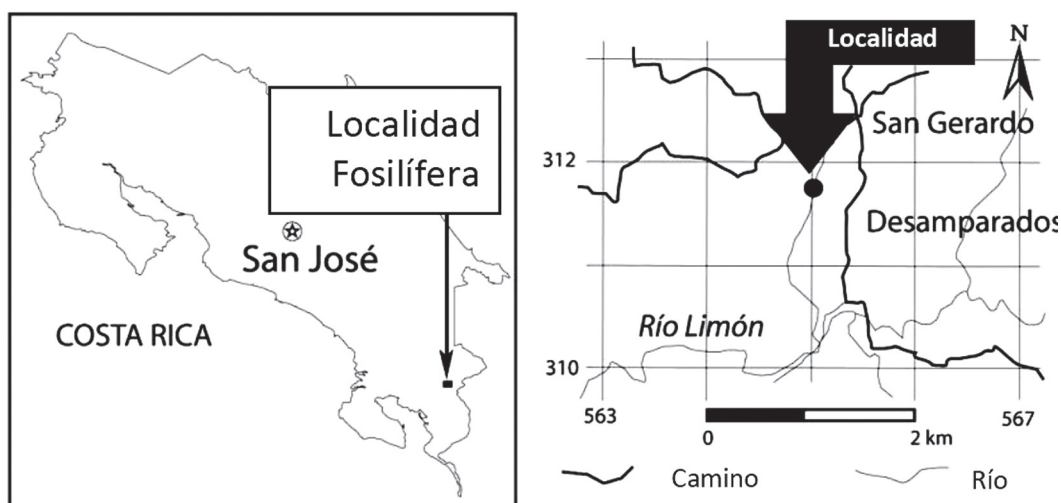 Localidad
Fosilífera
San José
COSTA RICA
Localidad
N
San Gerardo
312
Desamparados
Río Limón
310
563
567
0
2 km
Camino
Río